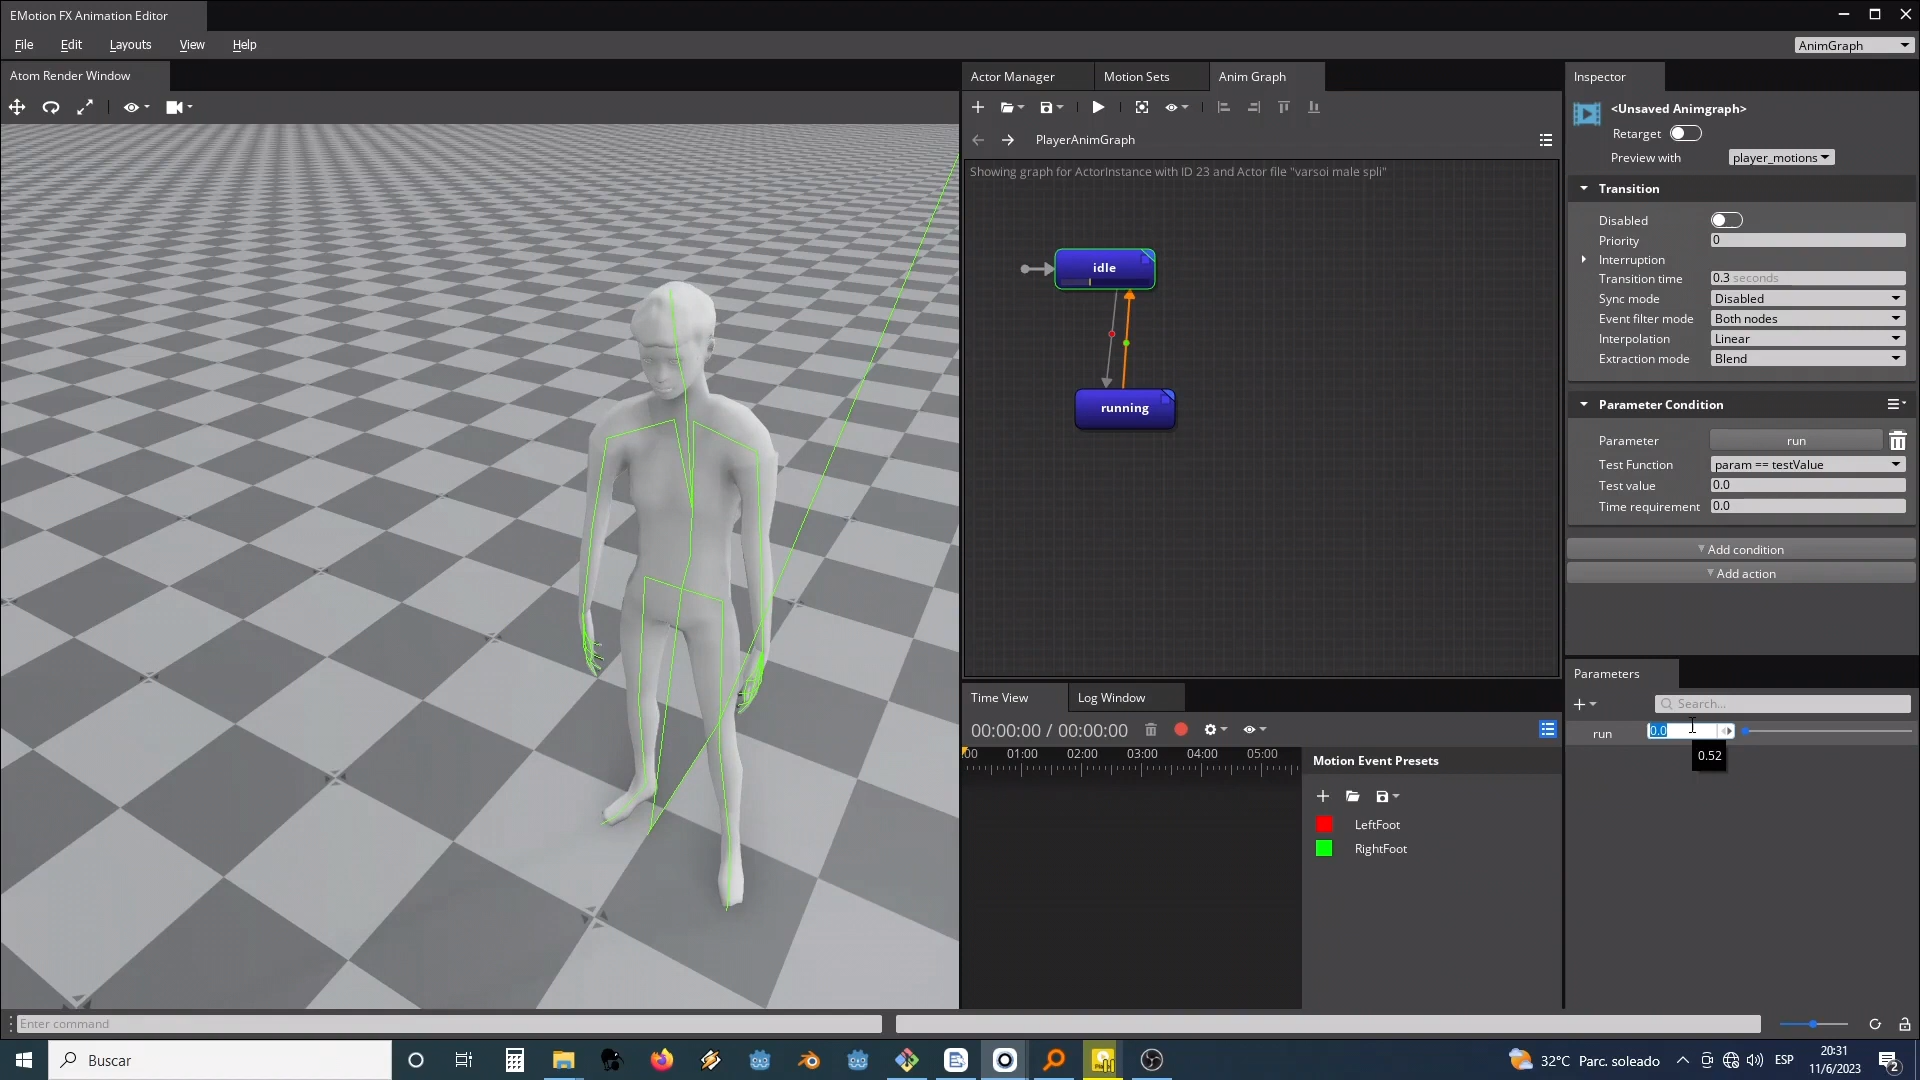 EMotion FX Animation Editor
File Edit Layouts View Help
AnimGraph
Atom Render Window
Actor Manager
Motion Sets
Anim Graph
PlayerAnimGraph
Showing graph for ActorInstance with ID 23 and Actor file "varsoi male spli"
idle
running
Inspector
<Unsaved Animgraph>
Retarget
Preview with player_motions
Transition
Disabled
Priority 0
Interruption
Transition time 0.3 seconds
Sync mode Disabled
Event filter mode Both nodes
Interpolation Linear
Extraction mode Blend
Parameter Condition
Parameter run
Test Function param == testValue
Test value 0.0
Time requirement 0.0
Add condition
Add action
Parameters
Search...
run 0.0
0.52
Time View
Log Window
00:00:00 / 00:00:00
:00 01:00 02:00 03:00 04:00 05:00
Motion Event Presets
LeftFoot
RightFoot
Enter command
Buscar
32°C Parc. soleado
ESP
20:31
11/6/2023
2